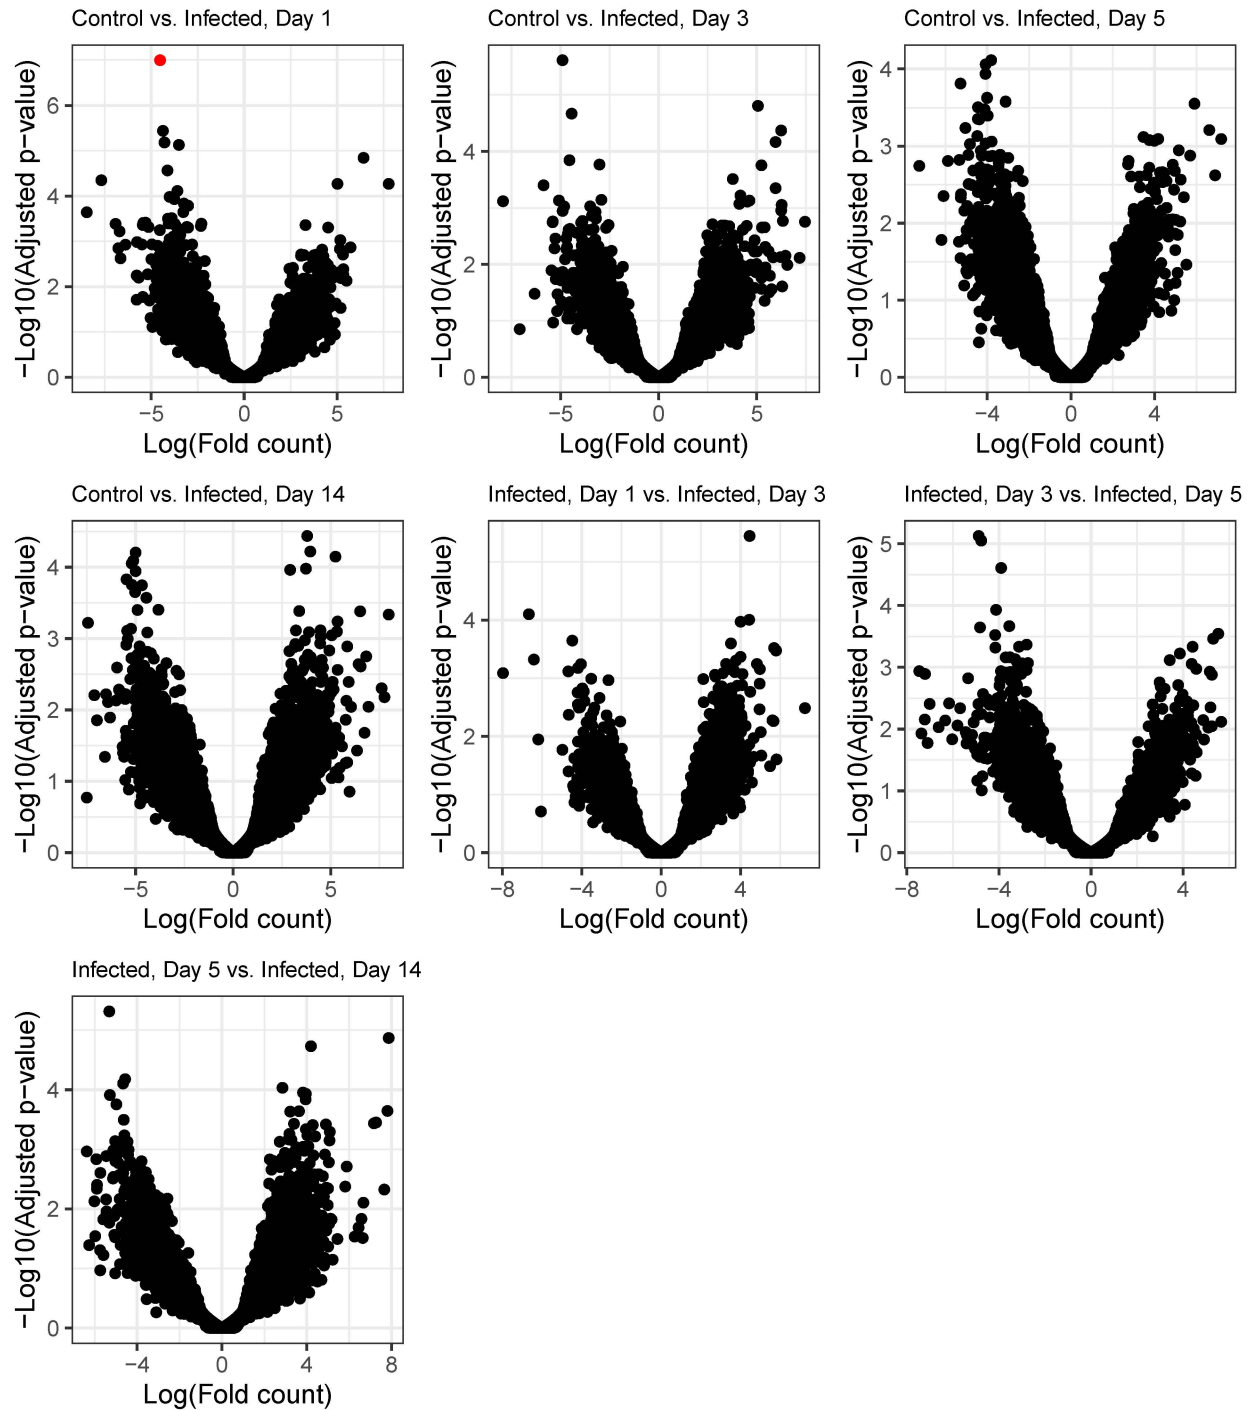 Control vs. Infected, Day 1
−Log10(Adjusted p−value)
6
4
2
0
−5 0 5
Log(Fold count)
Control vs. Infected, Day 3
−Log10(Adjusted p−value)
4
2
0
−5 0 5
Log(Fold count)
Control vs. Infected, Day 5
−Log10(Adjusted p−value)
4
3
2
1
0
−4 0 4
Log(Fold count)
Control vs. Infected, Day 14
−Log10(Adjusted p−value)
4
3
2
1
0
−5 0 5
Log(Fold count)
Infected, Day 1 vs. Infected, Day 3
−Log10(Adjusted p−value)
4
2
0
−8 −4 0 4
Log(Fold count)
Infected, Day 3 vs. Infected, Day 5
−Log10(Adjusted p−value)
5
4
3
2
1
0
−8 −4 0 4
Log(Fold count)
Infected, Day 5 vs. Infected, Day 14
−Log10(Adjusted p−value)
4
2
0
−4 0 4 8
Log(Fold count)